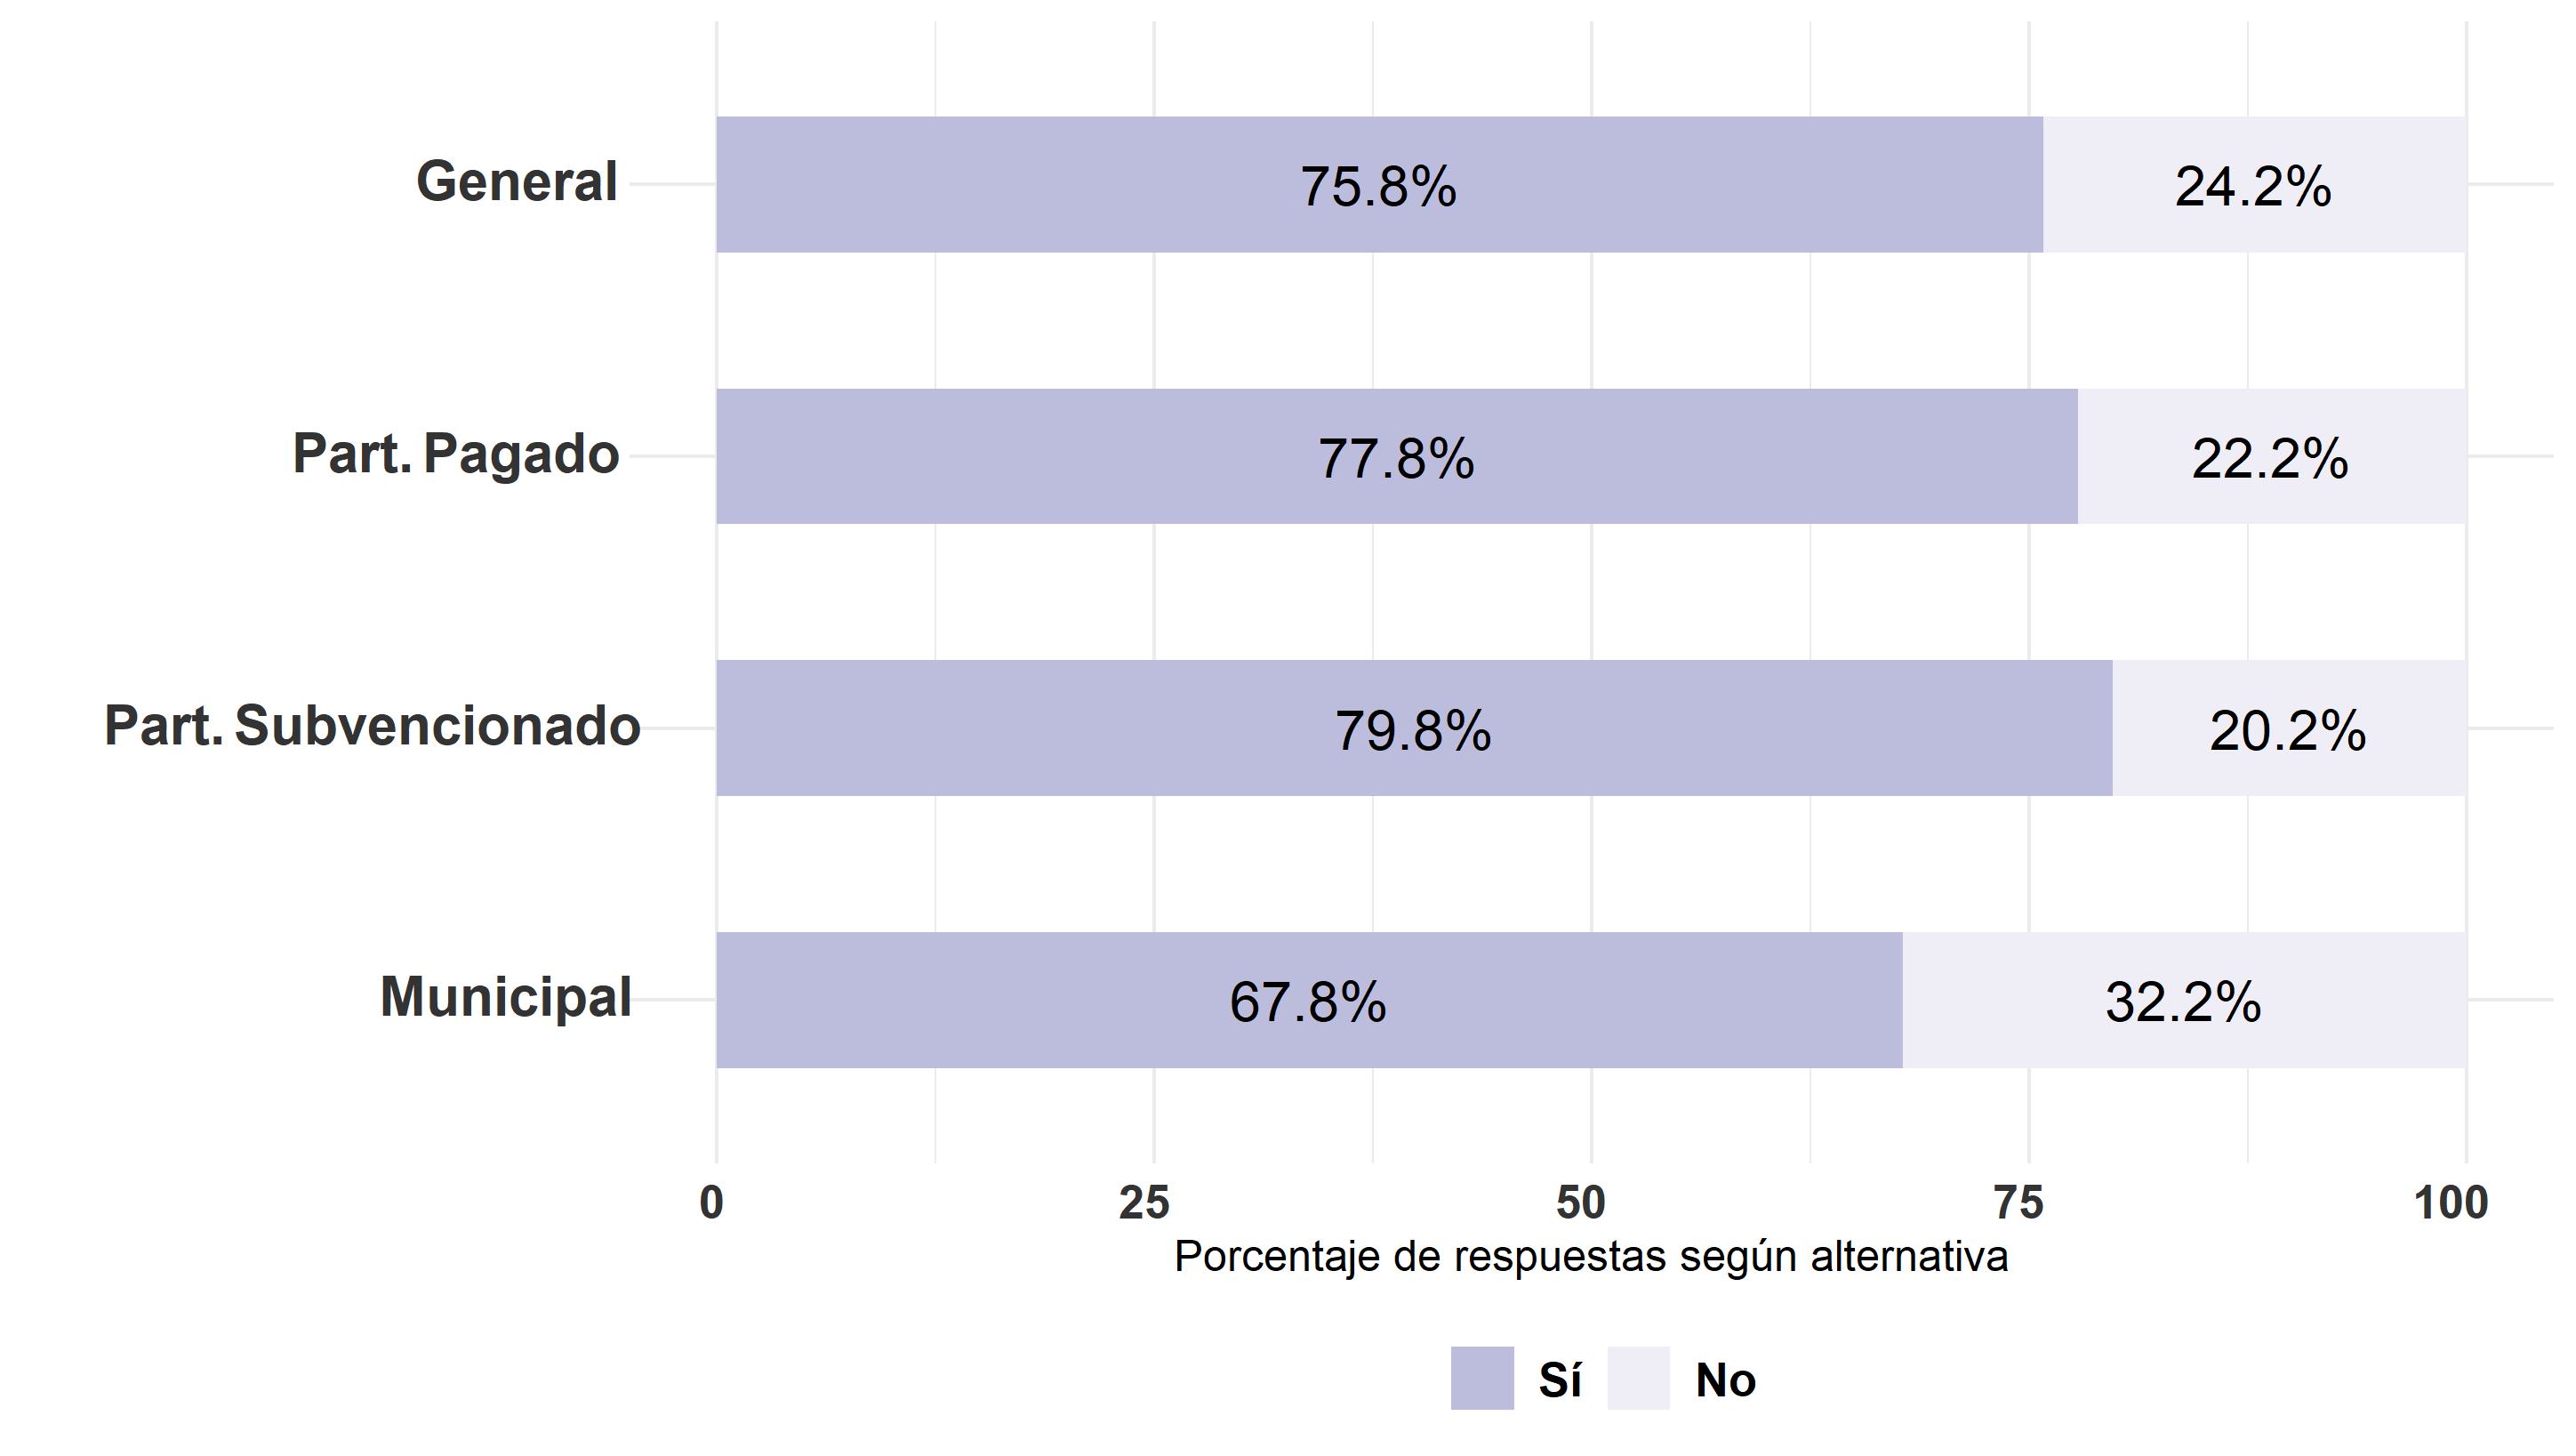 General 75.8% 24.2%
Part. Pagado 77.8% 22.2%
Part. Subvencionado 79.8% 20.2%
Municipal 67.8% 32.2%
0 25 50 75 100
Porcentaje de respuestas según alternativa
Sí No